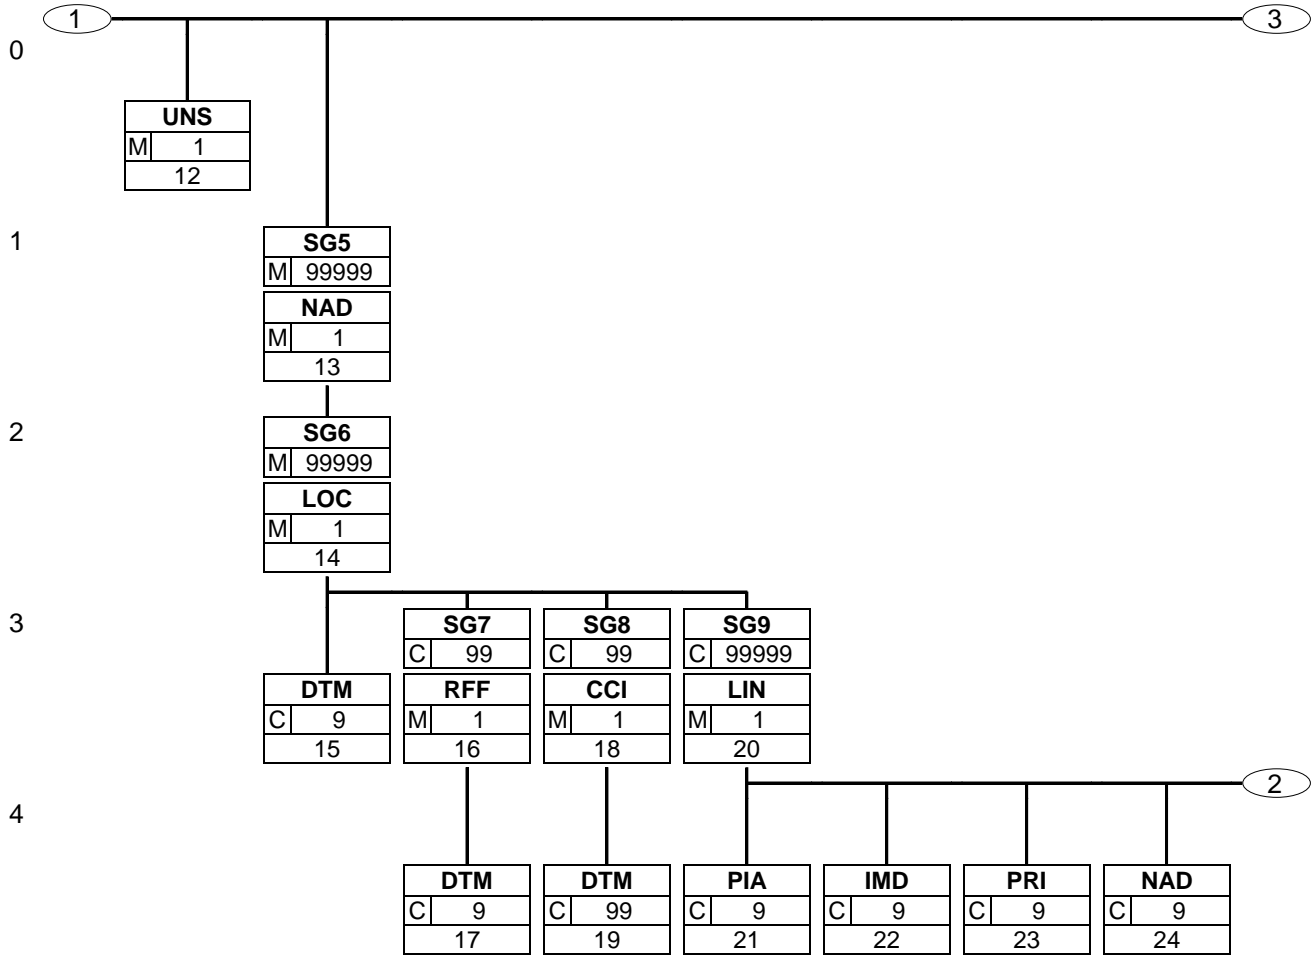 1
3
0
UNS
M 1
12
1
SG5
M 99999
NAD
M 1
13
2
SG6
M 99999
LOC
M 1
14
3
SG7 SG8 SG9
C 99 C 99 C 99999
DTM RFF CCI LIN
C 9 M 1 M 1 M 1
15 16 18 20
2
4
DTM DTM PIA IMD PRI NAD
C 9 C 99 C 9 C 9 C 9 C 9
17 19 21 22 23 24